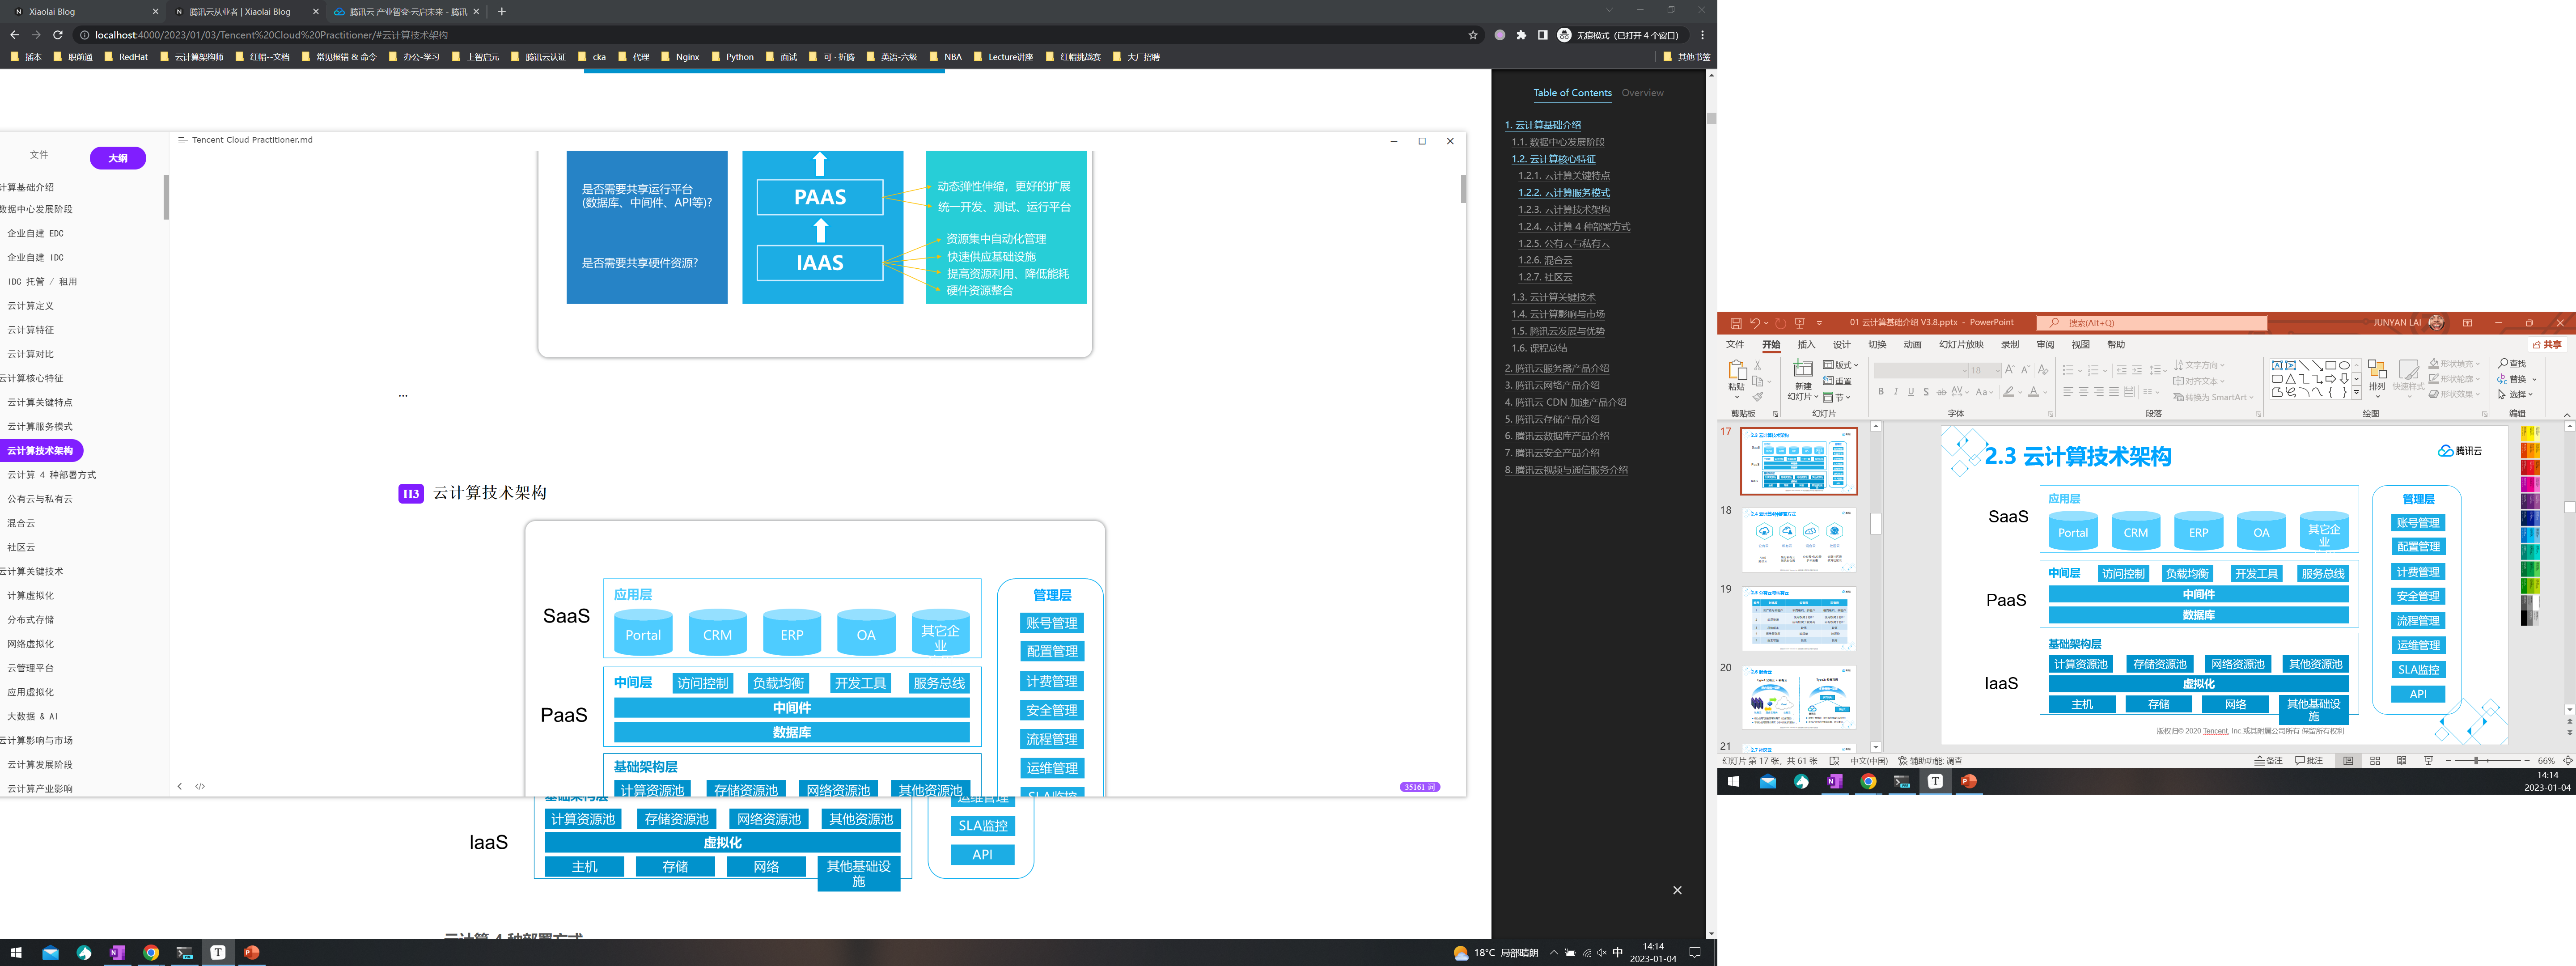 Xiaolai Blog
腾讯云从业者 | Xiaolai Blog
腾讯云 产业智变·云启未来 - 腾讯
localhost:4000/2023/01/03/Tencent%20Cloud%20Practitioner/#云计算技术架构
无痕模式（已打开 4 个窗口）
插本 职前通 RedHat 云计算架构师 红帽--文档 常见报错 & 命令 办公-学习 上智启元 腾讯云认证 cka 代理 Nginx Python 面试 可 · 折腾 英语-六级 NBA Lecture讲座 红帽挑战赛 大厂招聘 其他书签
Tencent Cloud Practitioner.md
文件 大纲
计算基础介绍
数据中心发展阶段
企业自建 EDC
企业自建 IDC
IDC 托管 / 租用
云计算定义
云计算特征
云计算对比
云计算核心特征
云计算关键特点
云计算服务模式
云计算技术架构
云计算 4 种部署方式
公有云与私有云
混合云
社区云
云计算关键技术
计算虚拟化
分布式存储
网络虚拟化
云管理平台
应用虚拟化
大数据 & AI
云计算影响与市场
云计算发展阶段
云计算产业影响
是否需要共享运行平台
(数据库、中间件、API等)?
是否需要共享硬件资源?
PAAS
IAAS
动态弹性伸缩，更好的扩展
统一开发、测试、运行平台
资源集中自动化管理
快速供应基础设施
提高资源利用、降低能耗
硬件资源整合
...
H3 云计算技术架构
SaaS
应用层
Portal CRM ERP OA 其它企
业
PaaS
中间层 访问控制 负载均衡 开发工具 服务总线
中间件
数据库
基础架构层
计算资源池 存储资源池 网络资源池 其他资源池
管理层
账号管理
配置管理
计费管理
安全管理
流程管理
运维管理
SLA监控
35161 词
基础架构层
计算资源池 存储资源池 网络资源池 其他资源池
IaaS
虚拟化
主机 存储 网络 其他基础设
施
运维管理
SLA监控
API
云计算 4 种部署方式
Table of Contents Overview
1. 云计算基础介绍
1.1. 数据中心发展阶段
1.2. 云计算核心特征
1.2.1. 云计算关键特点
1.2.2. 云计算服务模式
1.2.3. 云计算技术架构
1.2.4. 云计算 4 种部署方式
1.2.5. 公有云与私有云
1.2.6. 混合云
1.2.7. 社区云
1.3. 云计算关键技术
1.4. 云计算影响与市场
1.5. 腾讯云发展与优势
1.6. 课程总结
2. 腾讯云服务器产品介绍
3. 腾讯云网络产品介绍
4. 腾讯云 CDN 加速产品介绍
5. 腾讯云存储产品介绍
6. 腾讯云数据库产品介绍
7. 腾讯云安全产品介绍
8. 腾讯云视频与通信服务介绍
18°C 局部晴朗
中
14:14
2023-01-04
01 云计算基础介绍 V3.8.pptx - PowerPoint
搜索(Alt+Q)
JUNYAN LAI
文件 开始 插入 设计 切换 动画 幻灯片放映 录制 审阅 视图 帮助
共享
粘贴
剪贴板
新建
幻灯片
版式
重置
节
幻灯片
18
字体
文字方向
对齐文本
转换为 SmartArt
段落
排列
快速样式
形状填充
形状轮廓
形状效果
绘图
查找
替换
选择
编辑
17
18
19
20
21
2.3 云计算技术架构
腾讯云
SaaS
应用层
Portal CRM ERP OA 其它企
业
PaaS
中间层 访问控制 负载均衡 开发工具 服务总线
中间件
数据库
IaaS
基础架构层
计算资源池 存储资源池 网络资源池 其他资源池
虚拟化
主机 存储 网络 其他基础设
施
管理层
账号管理
配置管理
计费管理
安全管理
流程管理
运维管理
SLA监控
API
版权归© 2020 Tencent, Inc.或其附属公司所有 保留所有权利
幻灯片 第 17 张，共 61 张
中文(中国)
辅助功能: 调查
备注
批注
66%
14:14
2023-01-04